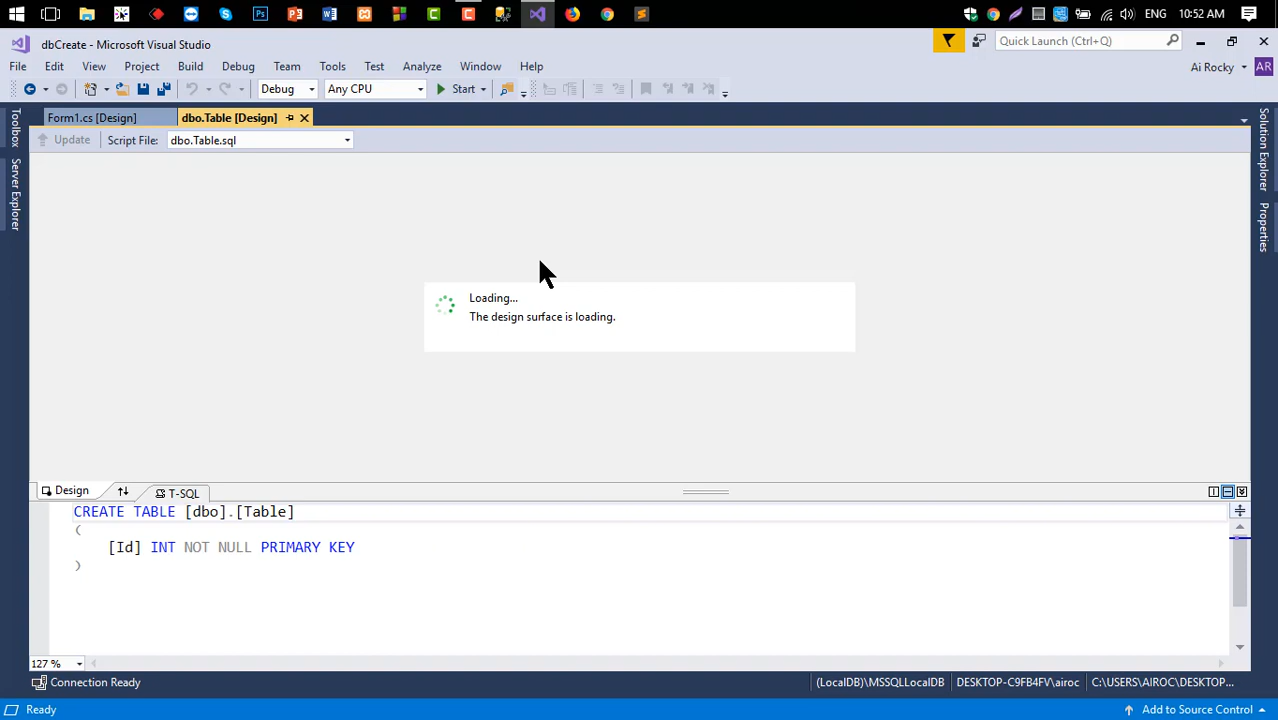 ENG
10:52 AM
dbCreate - Microsoft Visual Studio
Quick Launch (Ctrl+Q)
File Edit View Project Build Debug Team Tools Test Analyze Window Help
Ai Rocky AR
Debug Any CPU Start
Form1.cs [Design] dbo.Table [Design]
Update Script File: dbo.Table.sql
Toolbox
Server Explorer
Solution Explorer
Properties
Loading...
The design surface is loading.
Design T-SQL
CREATE TABLE [dbo].[Table]
(
[Id] INT NOT NULL PRIMARY KEY
)
127 %
Connection Ready (LocalDB)\MSSQLLocalDB DESKTOP-C9FB4FV\airoc C:\USERS\AIROC\DESKTOP...
Ready Add to Source Control